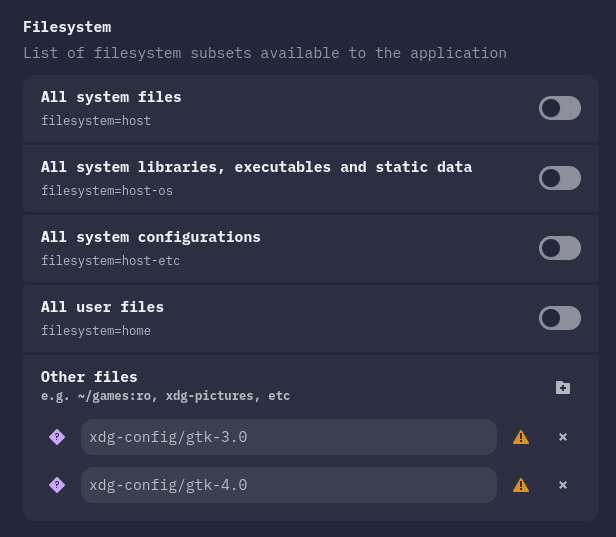 Filesystem
List of filesystem subsets available to the application
All system files
filesystem=host
All system libraries, executables and static data
filesystem=host-os
All system configurations
filesystem=host-etc
All user files
filesystem=home
Other files
e.g. ~/games:ro, xdg-pictures, etc
xdg-config/gtk-3.0
xdg-config/gtk-4.0